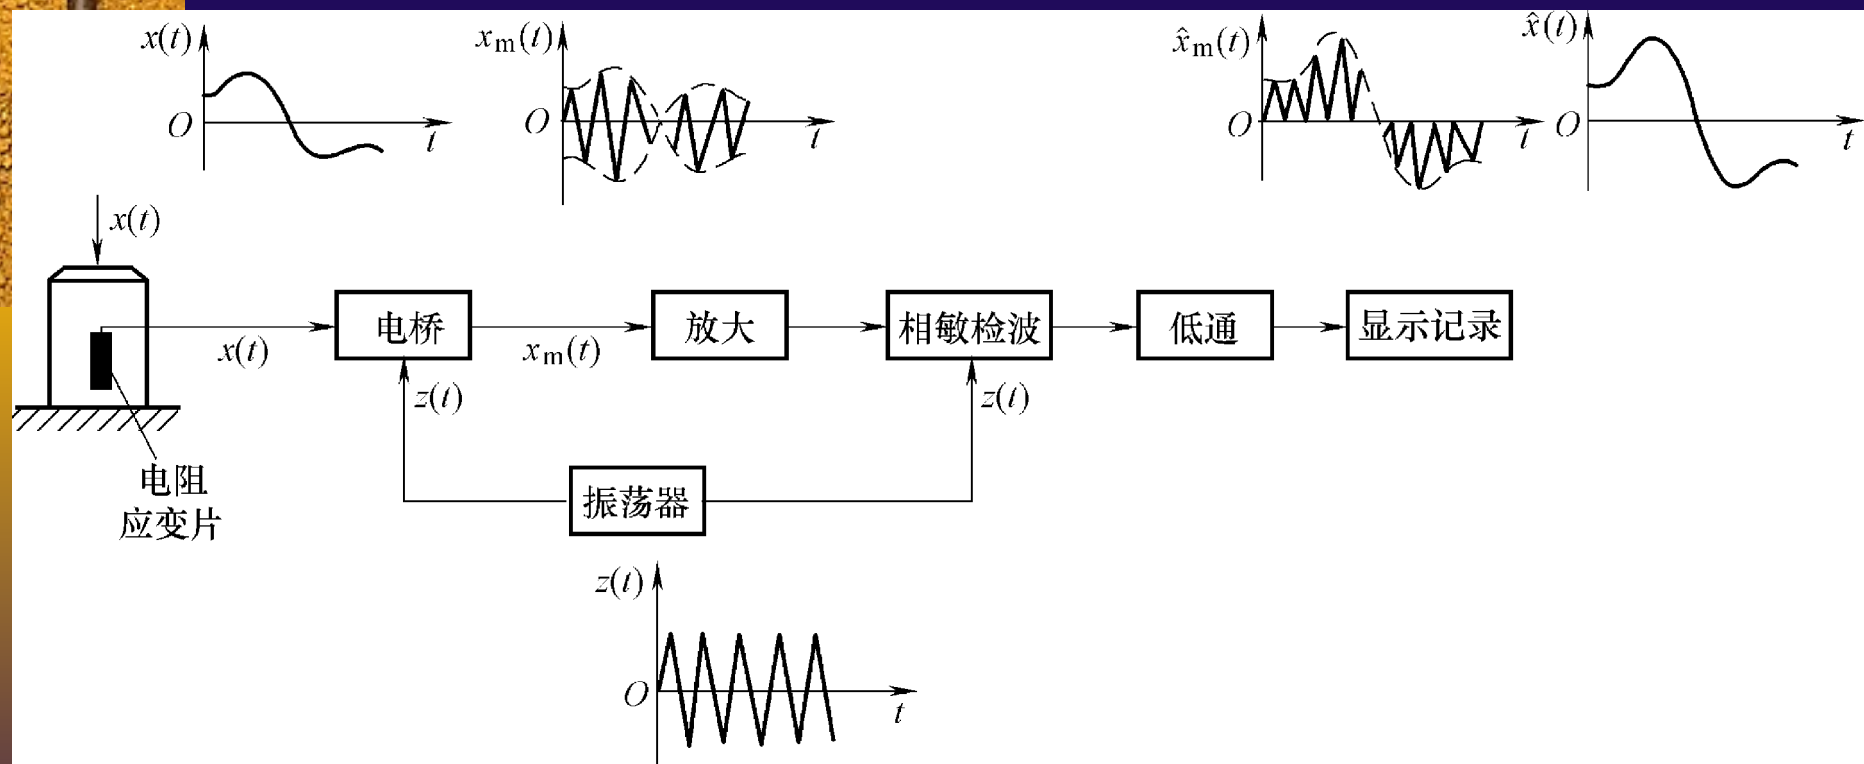 x(t)
O
t
xm(t)
O
t
x̂m(t)
O
t
x̂(t)
O
t
x(t)
x(t)
电桥
xm(t)
放大
相敏检波
低通
显示记录
z(t)
z(t)
电阻
应变片
振荡器
z(t)
O
t